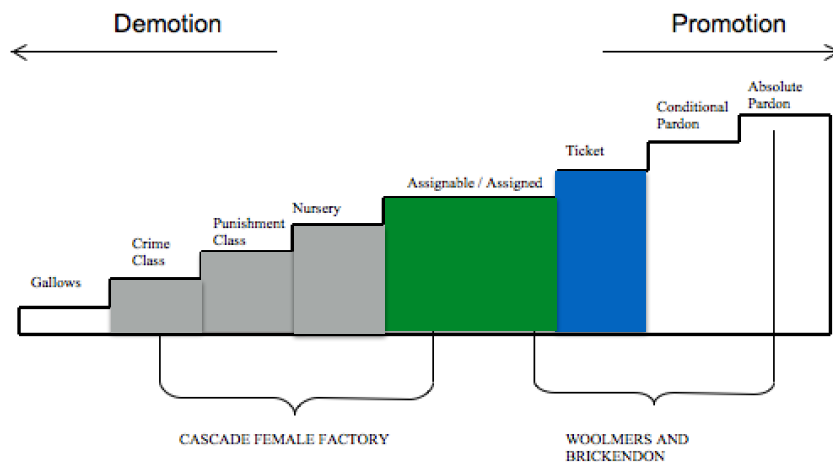 Demotion
Promotion
Absolute
Pardon
Conditional
Pardon
Ticket
Assignable / Assigned
Nursery
Punishment
Class
Crime
Class
Gallows
CASCADE FEMALE FACTORY
WOOLMERS AND
BRICKENDON